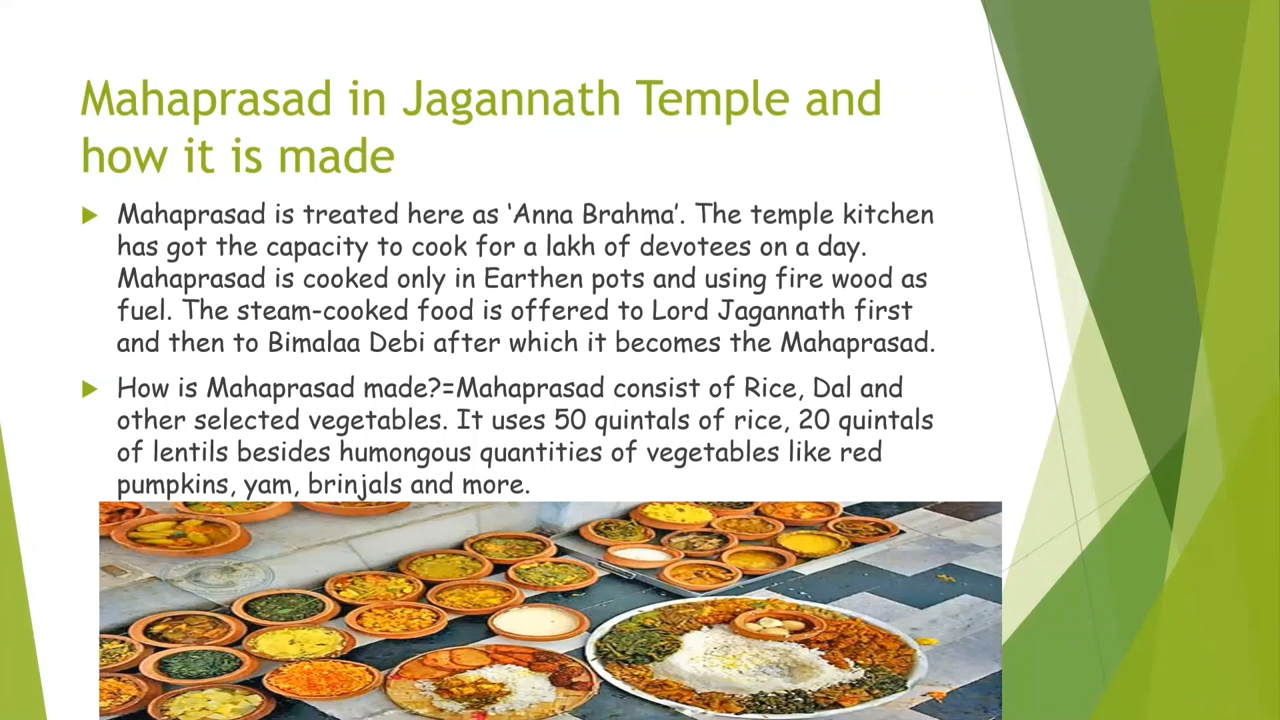 Mahaprasad in Jagannath Temple and
how it is made
Mahaprasad is treated here as ‘Anna Brahma’. The temple kitchen
has got the capacity to cook for a lakh of devotees on a day.
Mahaprasad is cooked only in Earthen pots and using fire wood as
fuel. The steam-cooked food is offered to Lord Jagannath first
and then to Bimalaa Debi after which it becomes the Mahaprasad.
How is Mahaprasad made?=Mahaprasad consist of Rice, Dal and
other selected vegetables. It uses 50 quintals of rice, 20 quintals
of lentils besides humongous quantities of vegetables like red
pumpkins, yam, brinjals and more.